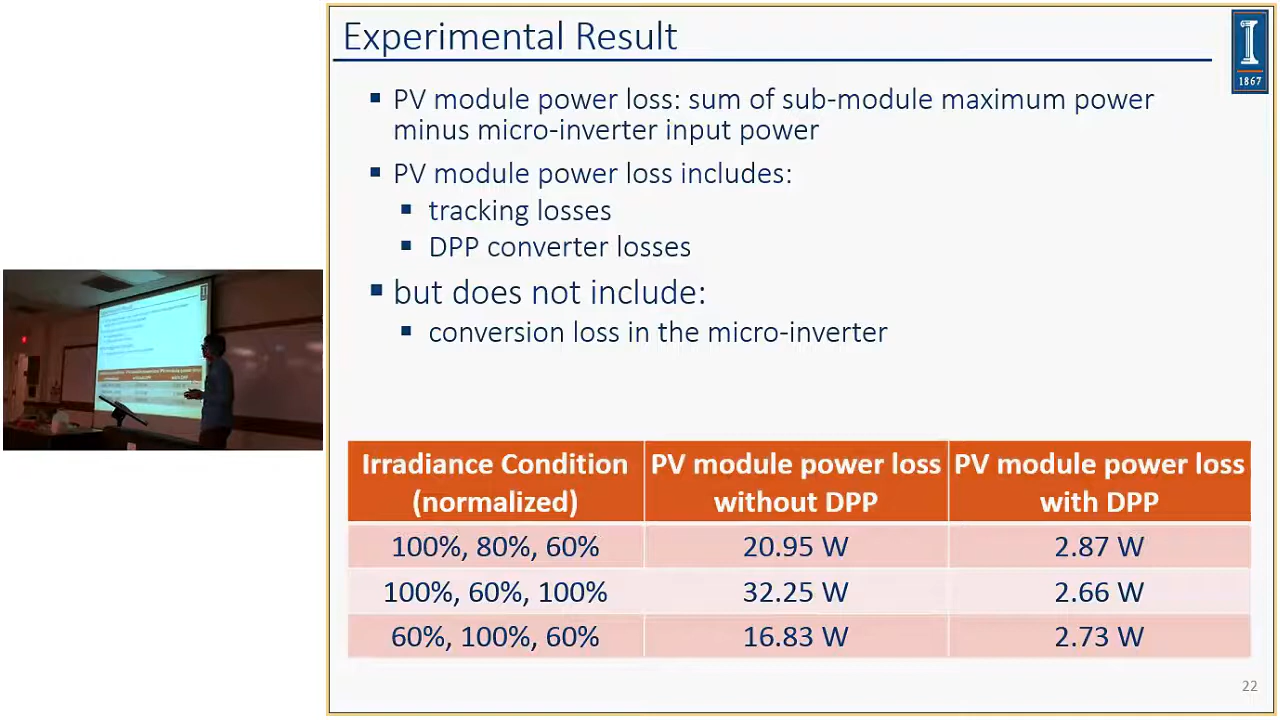 Experimental Result
1867
▪ PV module power loss: sum of sub-module maximum power
minus micro-inverter input power
▪ PV module power loss includes:
▪ tracking losses
▪ DPP converter losses
▪ but does not include:
▪ conversion loss in the micro-inverter
Irradiance Condition (normalized) PV module power loss without DPP PV module power loss with DPP
100%, 80%, 60% 20.95 W 2.87 W
100%, 60%, 100% 32.25 W 2.66 W
60%, 100%, 60% 16.83 W 2.73 W
22